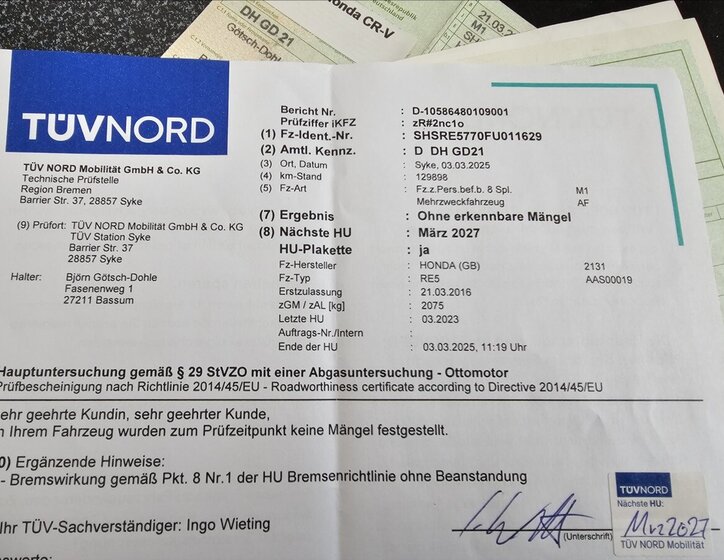 DH GD.21
Götsch-Dohle
Honda CR-V
21.03.
M1
TÜVNORD
TÜV NORD Mobilität GmbH & Co. KG
Technische Prüfstelle
Region Bremen
Barrier Str. 37, 28857 Syke
(9) Prüfort: TÜV NORD Mobilität GmbH & Co. KG
TÜV Station Syke
Barrier Str. 37
28857 Syke
Halter: Björn Götsch-Dohle
Fasenenweg 1
27211 Bassum
Bericht Nr. : D-10586480109001
Prüfziffer iKFZ : zR#2nc1o
(1) Fz-Ident.-Nr. : SHSRE5770FU011629
(2) Amtl. Kennz. : D DH GD21
(3) Ort, Datum : Syke, 03.03.2025
(4) km-Stand : 129898
(5) Fz-Art : Fz.z.Pers.bef.b. 8 Spl. M1
Mehrzweckfahrzeug AF
(7) Ergebnis : Ohne erkennbare Mängel
(8) Nächste HU : März 2027
HU-Plakette : ja
Fz-Hersteller : HONDA (GB) 2131
Fz-Typ : RE5 AAS00019
Erstzulassung : 21.03.2016
zGM / zAL [kg] : 2075
Letzte HU : 03.2023
Auftrags-Nr./Intern :
Ende der HU : 03.03.2025, 11:19 Uhr
Hauptuntersuchung gemäß § 29 StVZO mit einer Abgasuntersuchung - Ottomotor
Prüfbescheinigung nach Richtlinie 2014/45/EU - Roadworthiness certificate according to Directive 2014/45/EU
ehr geehrte Kundin, sehr geehrter Kunde,
n Ihrem Fahrzeug wurden zum Prüfzeitpunkt keine Mängel festgestellt.
0) Ergänzende Hinweise:
- Bremswirkung gemäß Pkt. 8 Nr.1 der HU Bremsenrichtlinie ohne Beanstandung
Ihr TÜV-Sachverständiger: Ingo Wieting
(Unterschrift)
TÜVNORD
Nächste HU:
Mrz 2027
TÜV NORD Mobilität